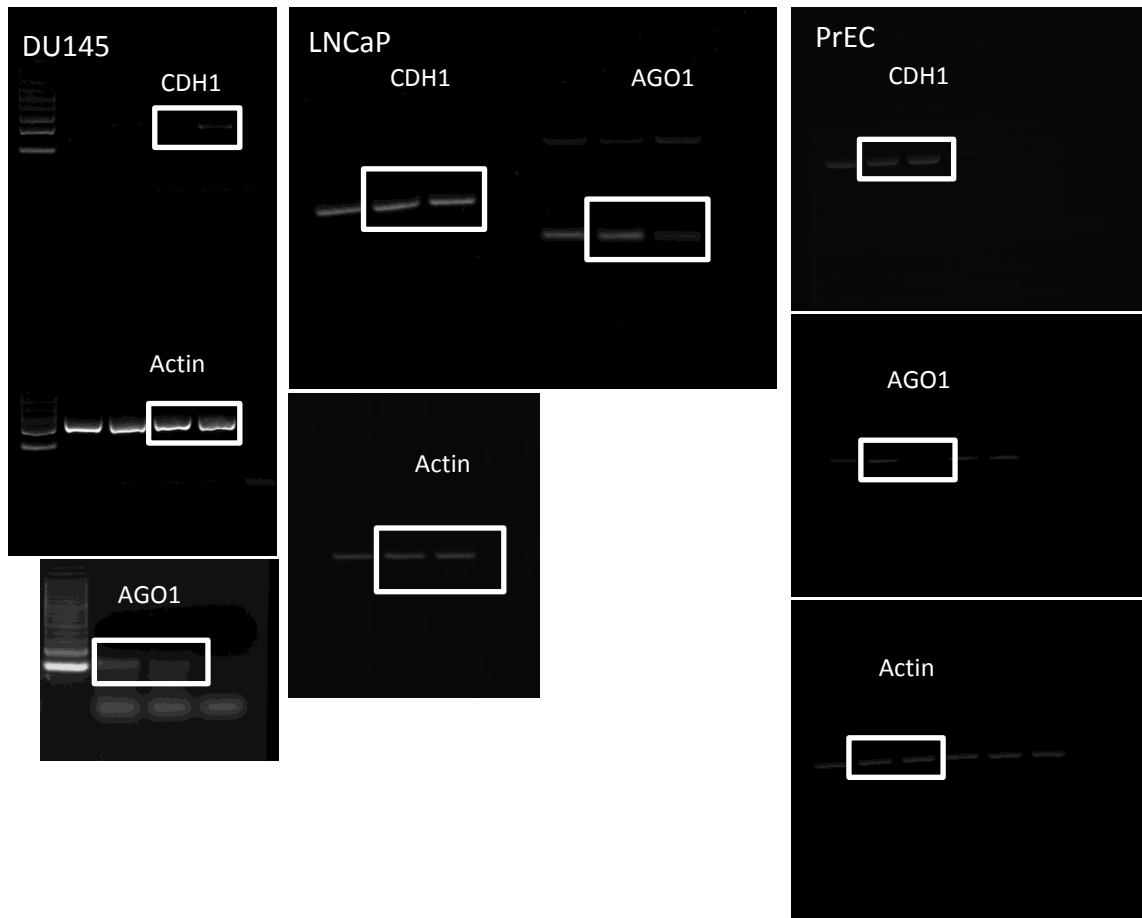 DU145
CDH1
Actin
AGO1
LNCaP
CDH1
AGO1
Actin
PrEC
CDH1
AGO1
Actin